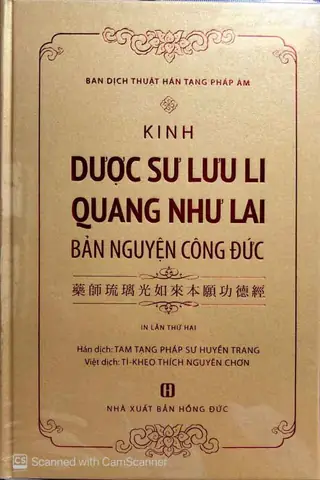 BAN DỊCH THUẬT HÁN TẠNG PHÁP ÂM
KINH
DƯỢC SƯ LƯU LI
QUANG NHƯ LAI
BẢN NGUYỆN CÔNG ĐỨC
藥師琉璃光如來本願功德經
IN LẦN THỨ HAI
Hán dịch: TAM TẠNG PHÁP SƯ HUYỀN TRANG
Việt dịch: TỈ-KHEO THÍCH NGUYÊN CHƠN
NHÀ XUẤT BẢN HỒNG ĐỨC
CS Scanned with CamScanner